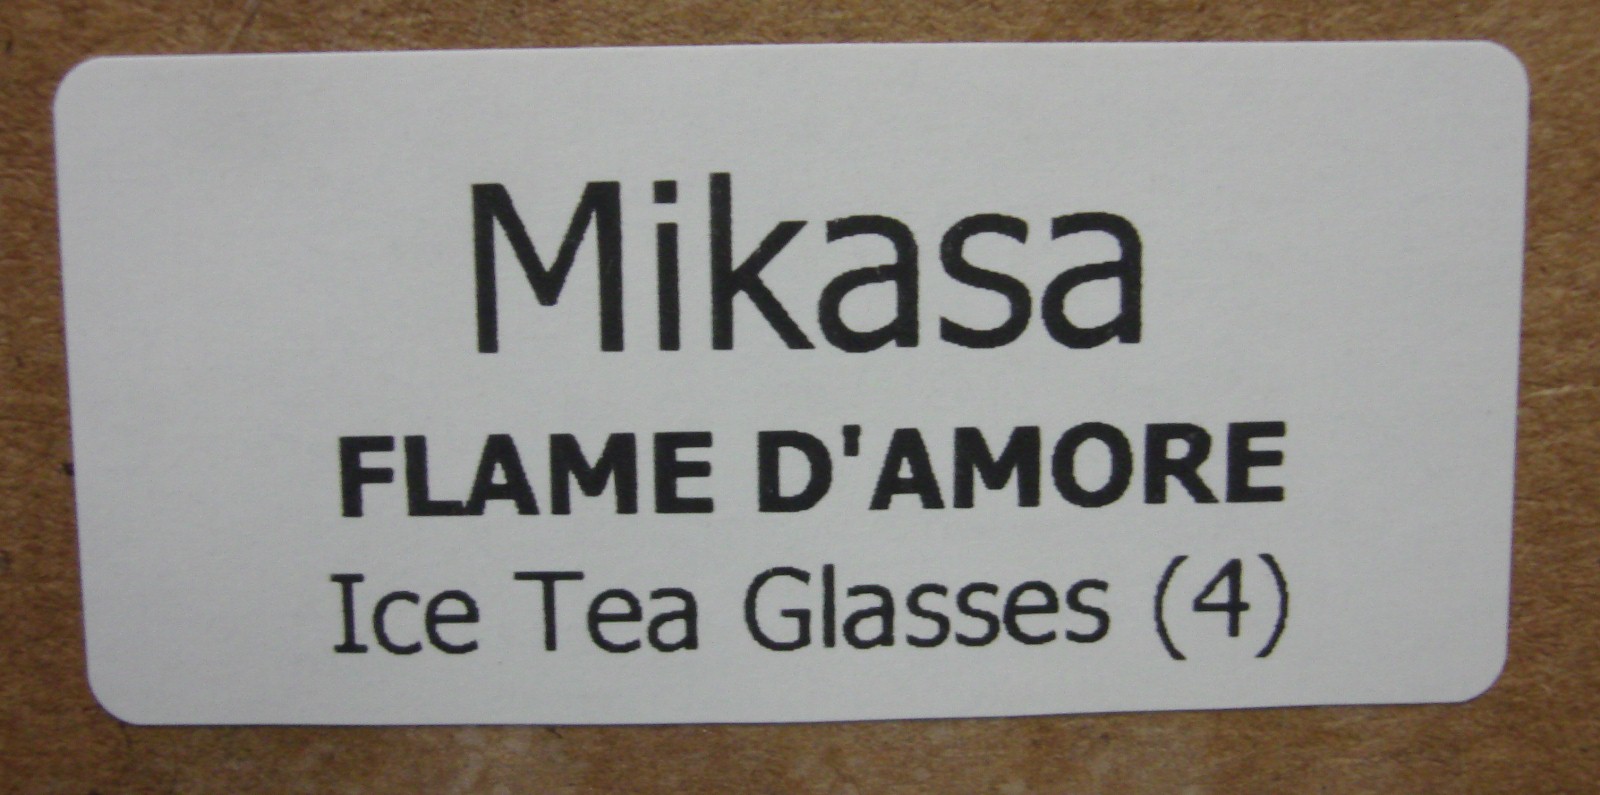 Mikasa
FLAME D'AMORE
Ice Tea Glasses (4)